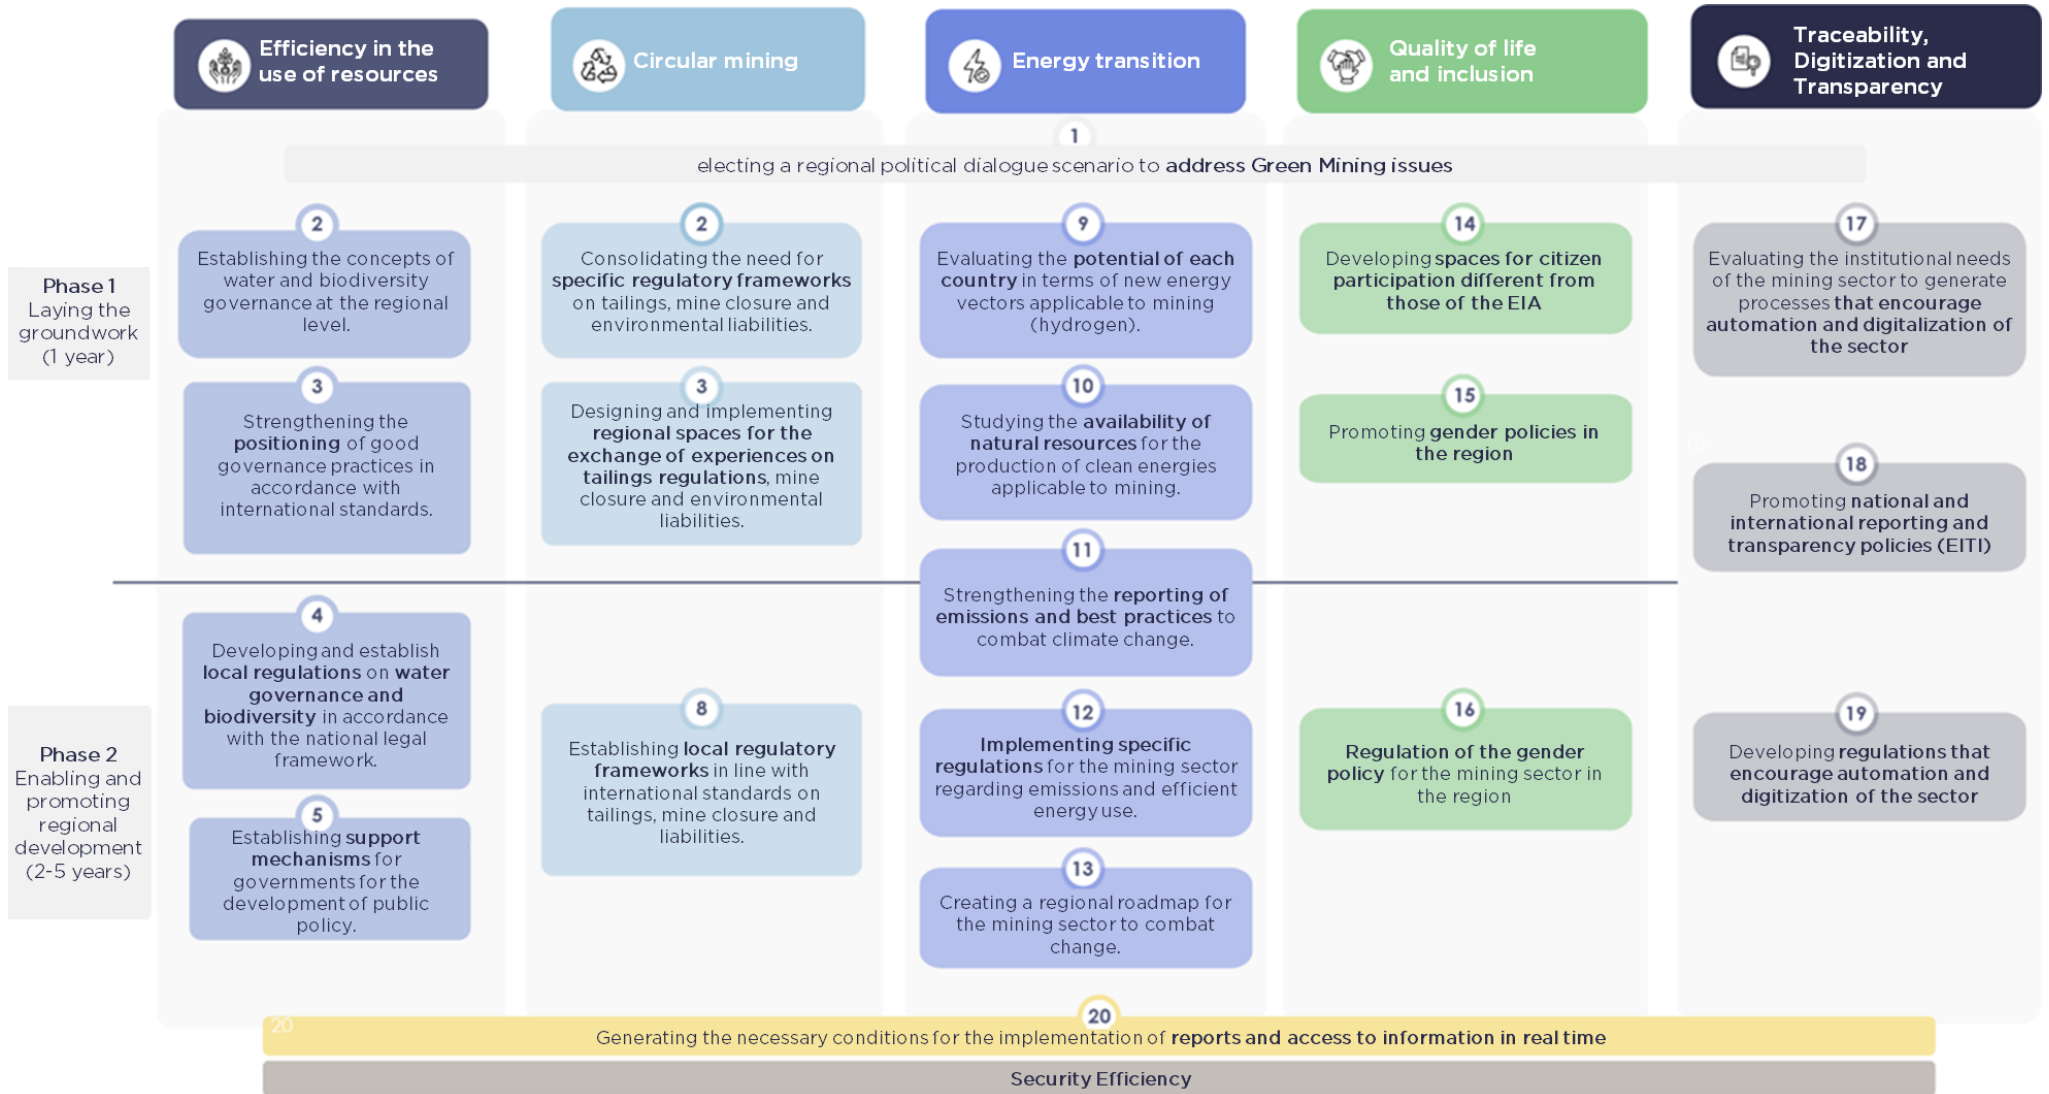 Efficiency in the
use of resources
Circular mining
Energy transition
Quality of life
and inclusion
Traceability,
Digitization and
Transparency
1
electing a regional political dialogue scenario to address Green Mining issues
Phase 1
Laying the
groundwork
(1 year)
2
Establishing the concepts of
water and biodiversity
governance at the regional
level.
3
Strengthening the
positioning of good
governance practices in
accordance with
international standards.
2
Consolidating the need for
specific regulatory frameworks
on tailings, mine closure and
environmental liabilities.
3
Designing and implementing
regional spaces for the
exchange of experiences on
tailings regulations, mine
closure and environmental
liabilities.
9
Evaluating the potential of each
country in terms of new energy
vectors applicable to mining
(hydrogen).
10
Studying the availability of
natural resources for the
production of clean energies
applicable to mining.
11
Strengthening the reporting of
emissions and best practices to
combat climate change.
14
Developing spaces for citizen
participation different from
those of the EIA
15
Promoting gender policies in
the region
17
Evaluating the institutional needs
of the mining sector to generate
processes that encourage
automation and digitalization of
the sector
18
18
Promoting national and
international reporting and
transparency policies (EITI)
Phase 2
Enabling and
promoting
regional
development
(2-5 years)
4
Developing and establish
local regulations on water
governance and
biodiversity in accordance
with the national legal
framework.
5
Establishing support
mechanisms for
governments for the
development of public
policy.
8
Establishing local regulatory
frameworks in line with
international standards on
tailings, mine closure and
liabilities.
12
Implementing specific
regulations for the mining sector
regarding emissions and efficient
energy use.
13
Creating a regional roadmap for
the mining sector to combat
change.
16
Regulation of the gender
policy for the mining sector in
the region
19
Developing regulations that
encourage automation and
digitization of the sector
20
20
Generating the necessary conditions for the implementation of reports and access to information in real time
Security Efficiency